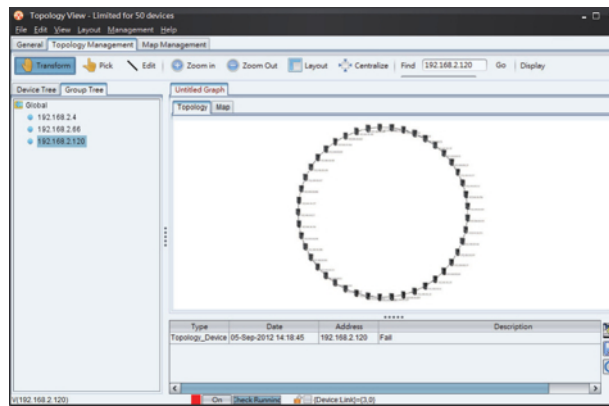 Topology View - Limited for 50 devices
File Edit View Layout Management Help
General Topology Management Map Management
Transform Pick Edit Zoom in Zoom Out Layout Centralize Find 192.168.2.120 Go Display
Device Tree Group Tree Untitled Graph
Global
192.168.2.4
192.168.2.66
192.168.2.120
Topology Map
Type Date Address Description
Topology_Device 05-Sep-2012 14:18:45 192.168.2.120 Fail
V(192.168.2.120) On Check Running (Device:Link)=(3,0)